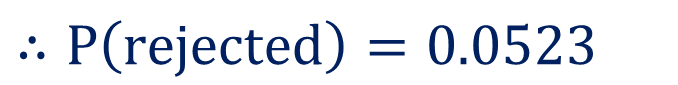 ∴ P(rejected) = 0.0523